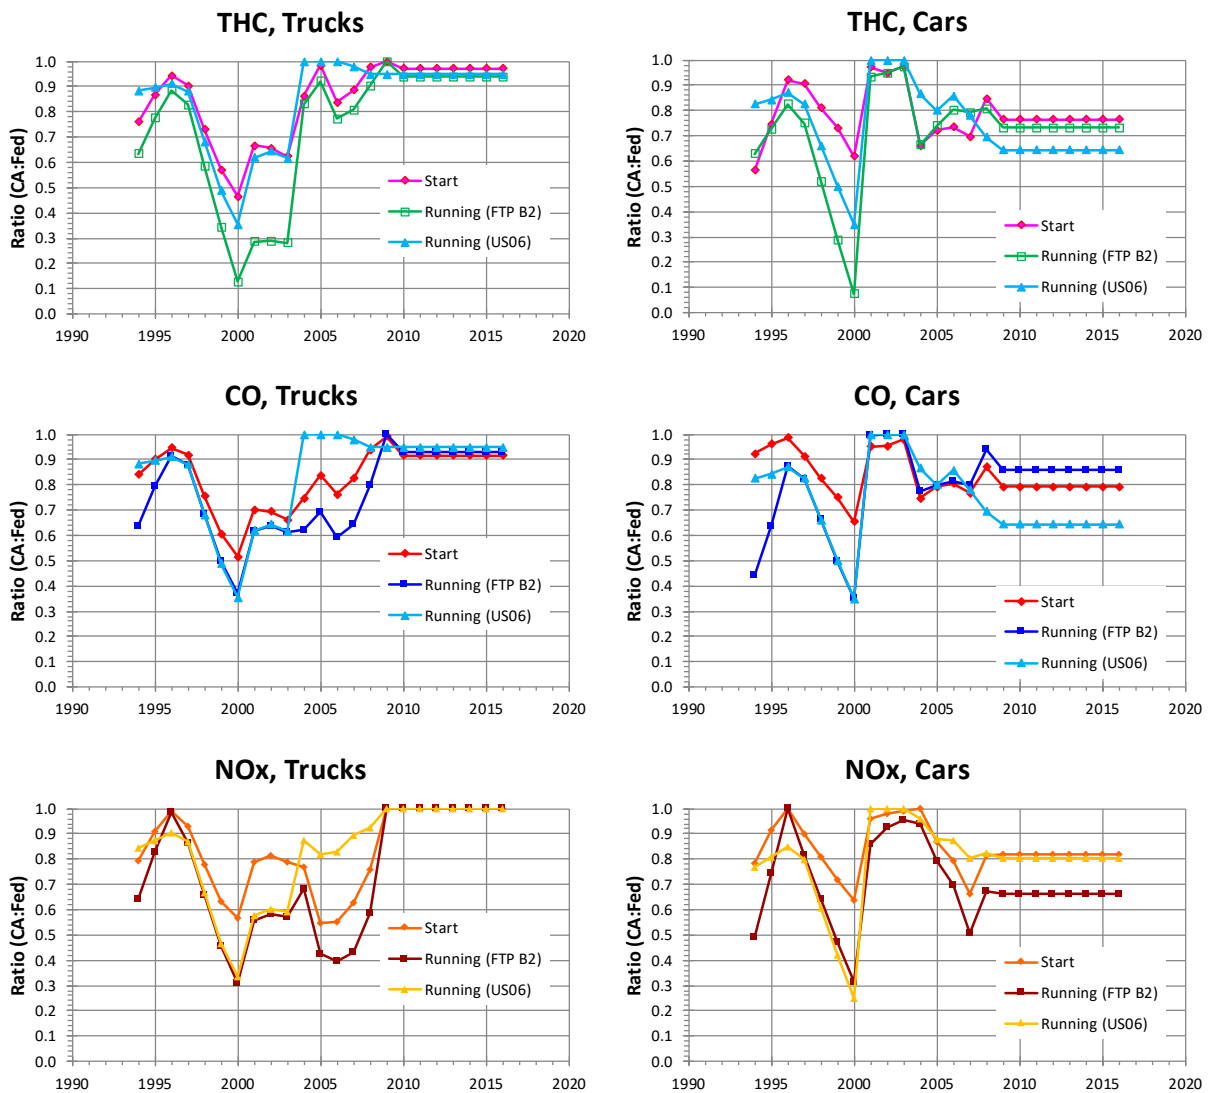 THC, Trucks
Ratio (CA:Fed)
1.0
0.9
0.8
0.7
0.6
0.5
0.4
0.3
0.2
0.1
0.0
Start
Running (FTP B2)
Running (US06)
1990 1995 2000 2005 2010 2015 2020
THC, Cars
Ratio (CA:Fed)
1.0
0.9
0.8
0.7
0.6
0.5
0.4
0.3
0.2
0.1
0.0
Start
Running (FTP B2)
Running (US06)
1990 1995 2000 2005 2010 2015 2020
CO, Trucks
Ratio (CA:Fed)
1.0
0.9
0.8
0.7
0.6
0.5
0.4
0.3
0.2
0.1
0.0
Start
Running (FTP B2)
Running (US06)
1990 1995 2000 2005 2010 2015 2020
CO, Cars
Ratio (CA:Fed)
1.0
0.9
0.8
0.7
0.6
0.5
0.4
0.3
0.2
0.1
0.0
Start
Running (FTP B2)
Running (US06)
1990 1995 2000 2005 2010 2015 2020
NOx, Trucks
Ratio (CA:Fed)
1.0
0.9
0.8
0.7
0.6
0.5
0.4
0.3
0.2
0.1
0.0
Start
Running (FTP B2)
Running (US06)
1990 1995 2000 2005 2010 2015 2020
NOx, Cars
Ratio (CA:Fed)
1.0
0.9
0.8
0.7
0.6
0.5
0.4
0.3
0.2
0.1
0.0
Start
Running (FTP B2)
Running (US06)
1990 1995 2000 2005 2010 2015 2020